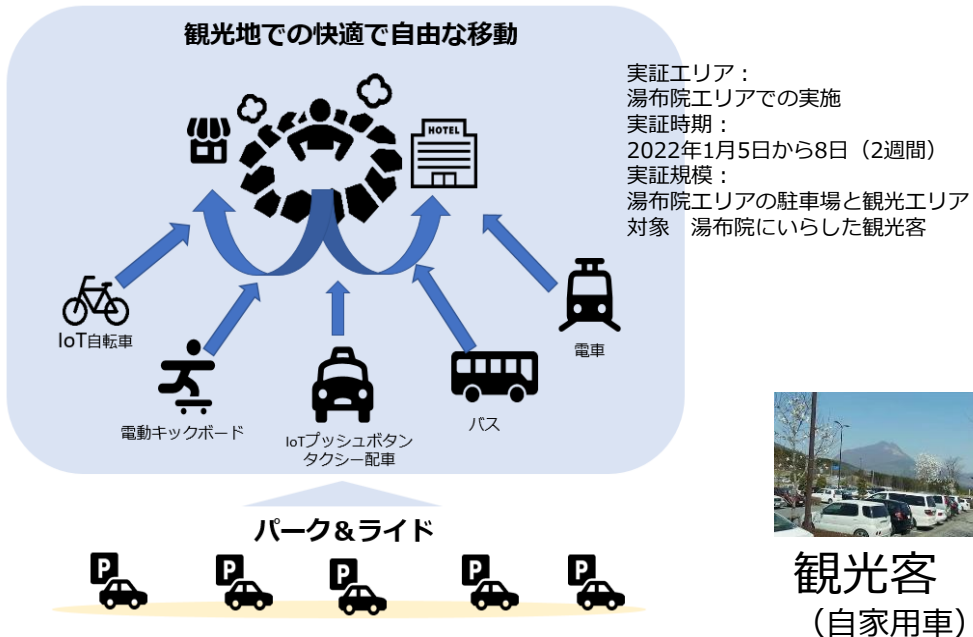 観光地での快適で自由な移動
HOTEL
IoT自転車
電動キックボード
IoTプッシュボタン
タクシー配車
バス
電車
実証エリア：
湯布院エリアでの実施
実証時期：
2022年1月5日から8日（2週間）
実証規模：
湯布院エリアの駐車場と観光エリア
対象　湯布院にいらした観光客
パーク＆ライド
P
P
P
P
P
観光客
（自家用車）